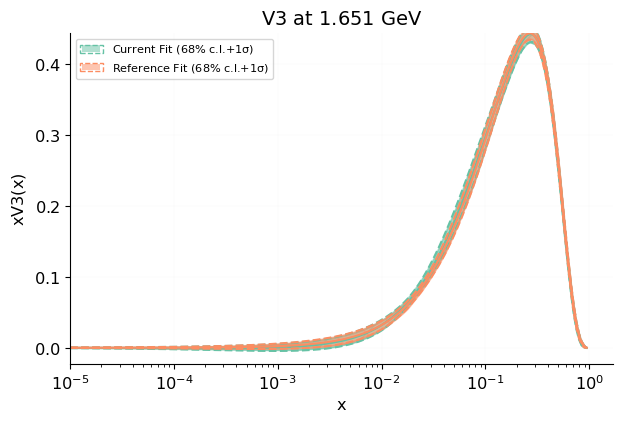 V3 at 1.651 GeV
Current Fit (68% c.l.+1σ)
Reference Fit (68% c.l.+1σ)
xV3(x)
0.4
0.3
0.2
0.1
0.0
10⁻⁵ 10⁻⁴ 10⁻³ 10⁻² 10⁻¹ 10⁰
x